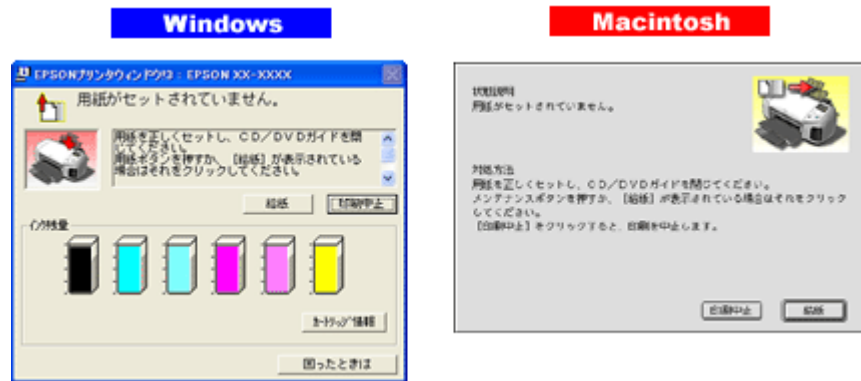 Windows
Macintosh
EPSONプリンタウィンドウ!3 : EPSON XX-XXXX
用紙がセットされていません。
用紙を正しくセットし、CD/DVDガイドを閉
じてください。
用紙ボタンを押すか、[給紙]が表示されている
場合はそれをクリックしてください。
給紙
印刷中止
インク残量
カートリッジ情報
困ったときは
状態説明
用紙がセットされていません。
対処方法
用紙を正しくセットし、CD/DVDガイドを閉じてください。
メンテナンスボタンを押すか、[給紙]が表示されている場合はそれをクリック
してください。
[印刷中止]をクリックすると、印刷を中止します。
印刷中止
給紙